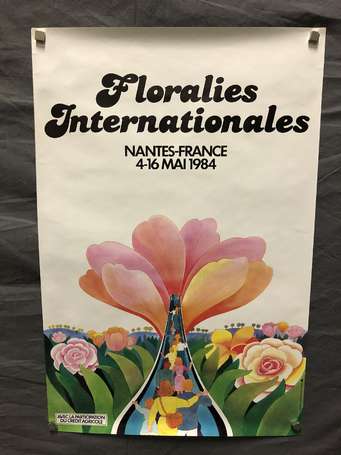 Floralies
Internationales
NANTES-FRANCE
4-16 MAI 1984
AVEC LA PARTICIPATION
DU CREDIT AGRICOLE